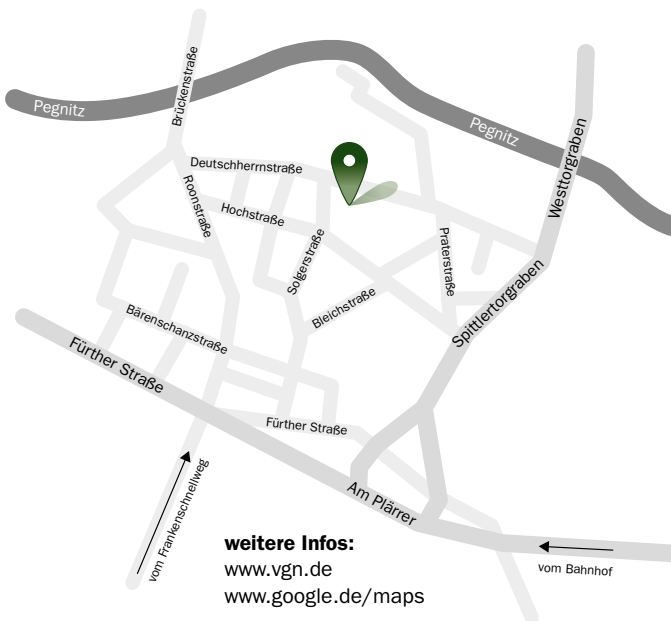 Brückenstraße
Pegnitz
Pegnitz
Westtorgraben
Deutschherrnstraße
Roonstraße
Hochstraße
Solgerstraße
Praterstraße
Bleichstraße
Spittlertorgraben
Bärenschanzstraße
Fürther Straße
Fürther Straße
Am Plärrer
vom Frankenschnellweg
vom Bahnhof
weitere Infos:
www.vgn.de
www.google.de/maps